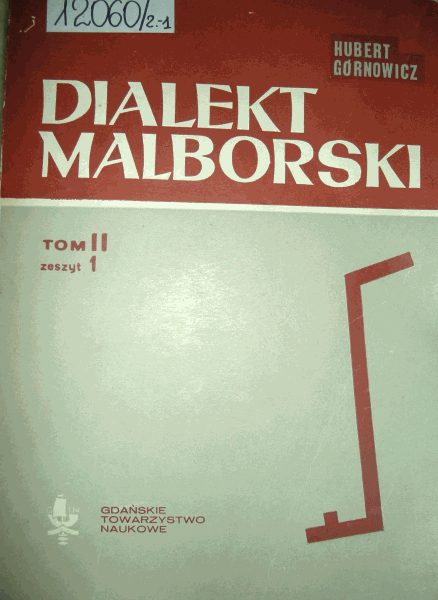 12060/2.-1
HUBERT
GÓRNOWICZ
DIALEKT
MALBORSKI
TOM II
zeszyt 1
GDAŃSKIE
TOWARZYSTWO
NAUKOWE